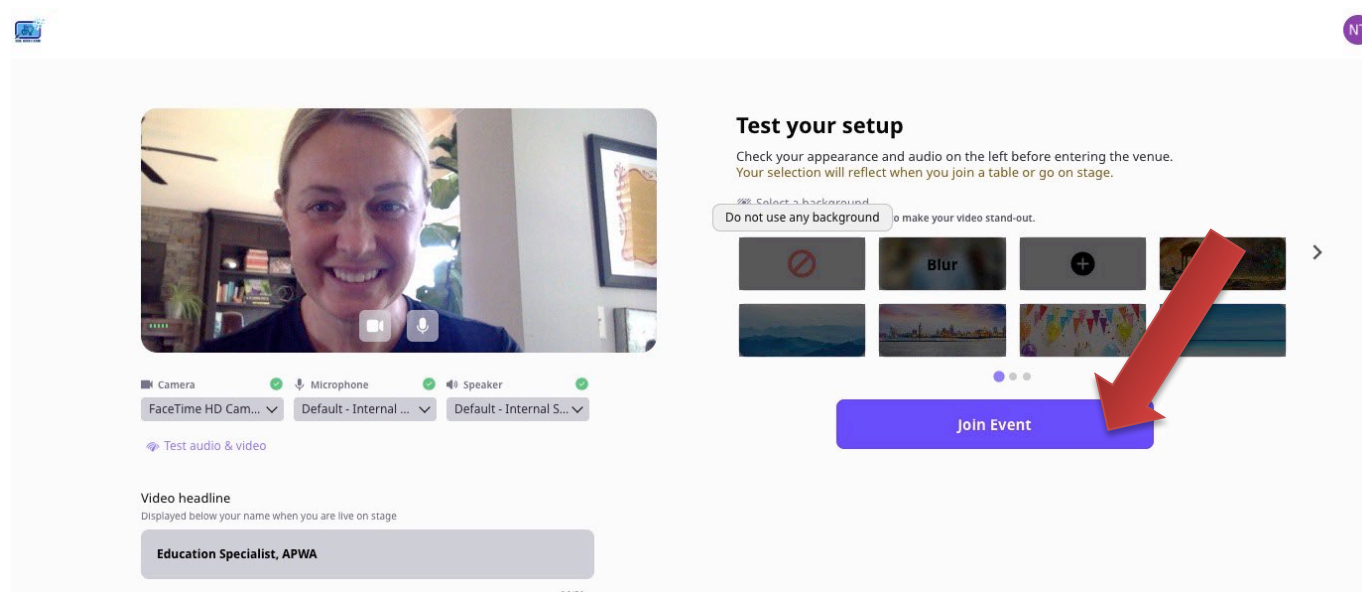 NT
Test your setup
Check your appearance and audio on the left before entering the venue.
Your selection will reflect when you join a table or go on stage.
Select a background
Do not use any background
o make your video stand-out.
Blur
Camera
Microphone
Speaker
FaceTime HD Cam...
Default - Internal ...
Default - Internal S...
Join Event
Test audio & video
Video headline
Displayed below your name when you are live on stage
Education Specialist, APWA